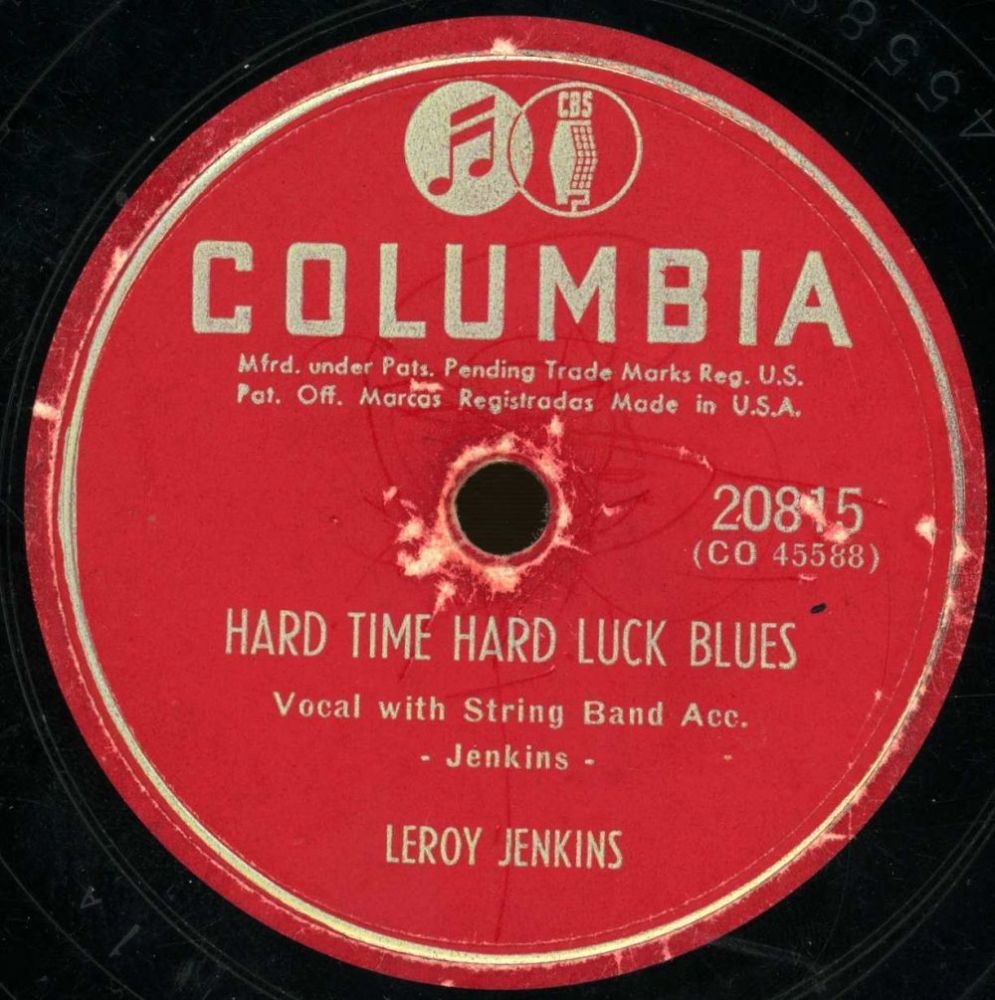 CBS
COLUMBIA
Mfrd. under Pats. Pending Trade Marks Reg. U.S.
Pat. Off. Marcas Registradas Made in U.S.A.
20815
(CO 45588)
HARD TIME HARD LUCK BLUES
Vocal with String Band Acc.
- Jenkins -
LEROY JENKINS